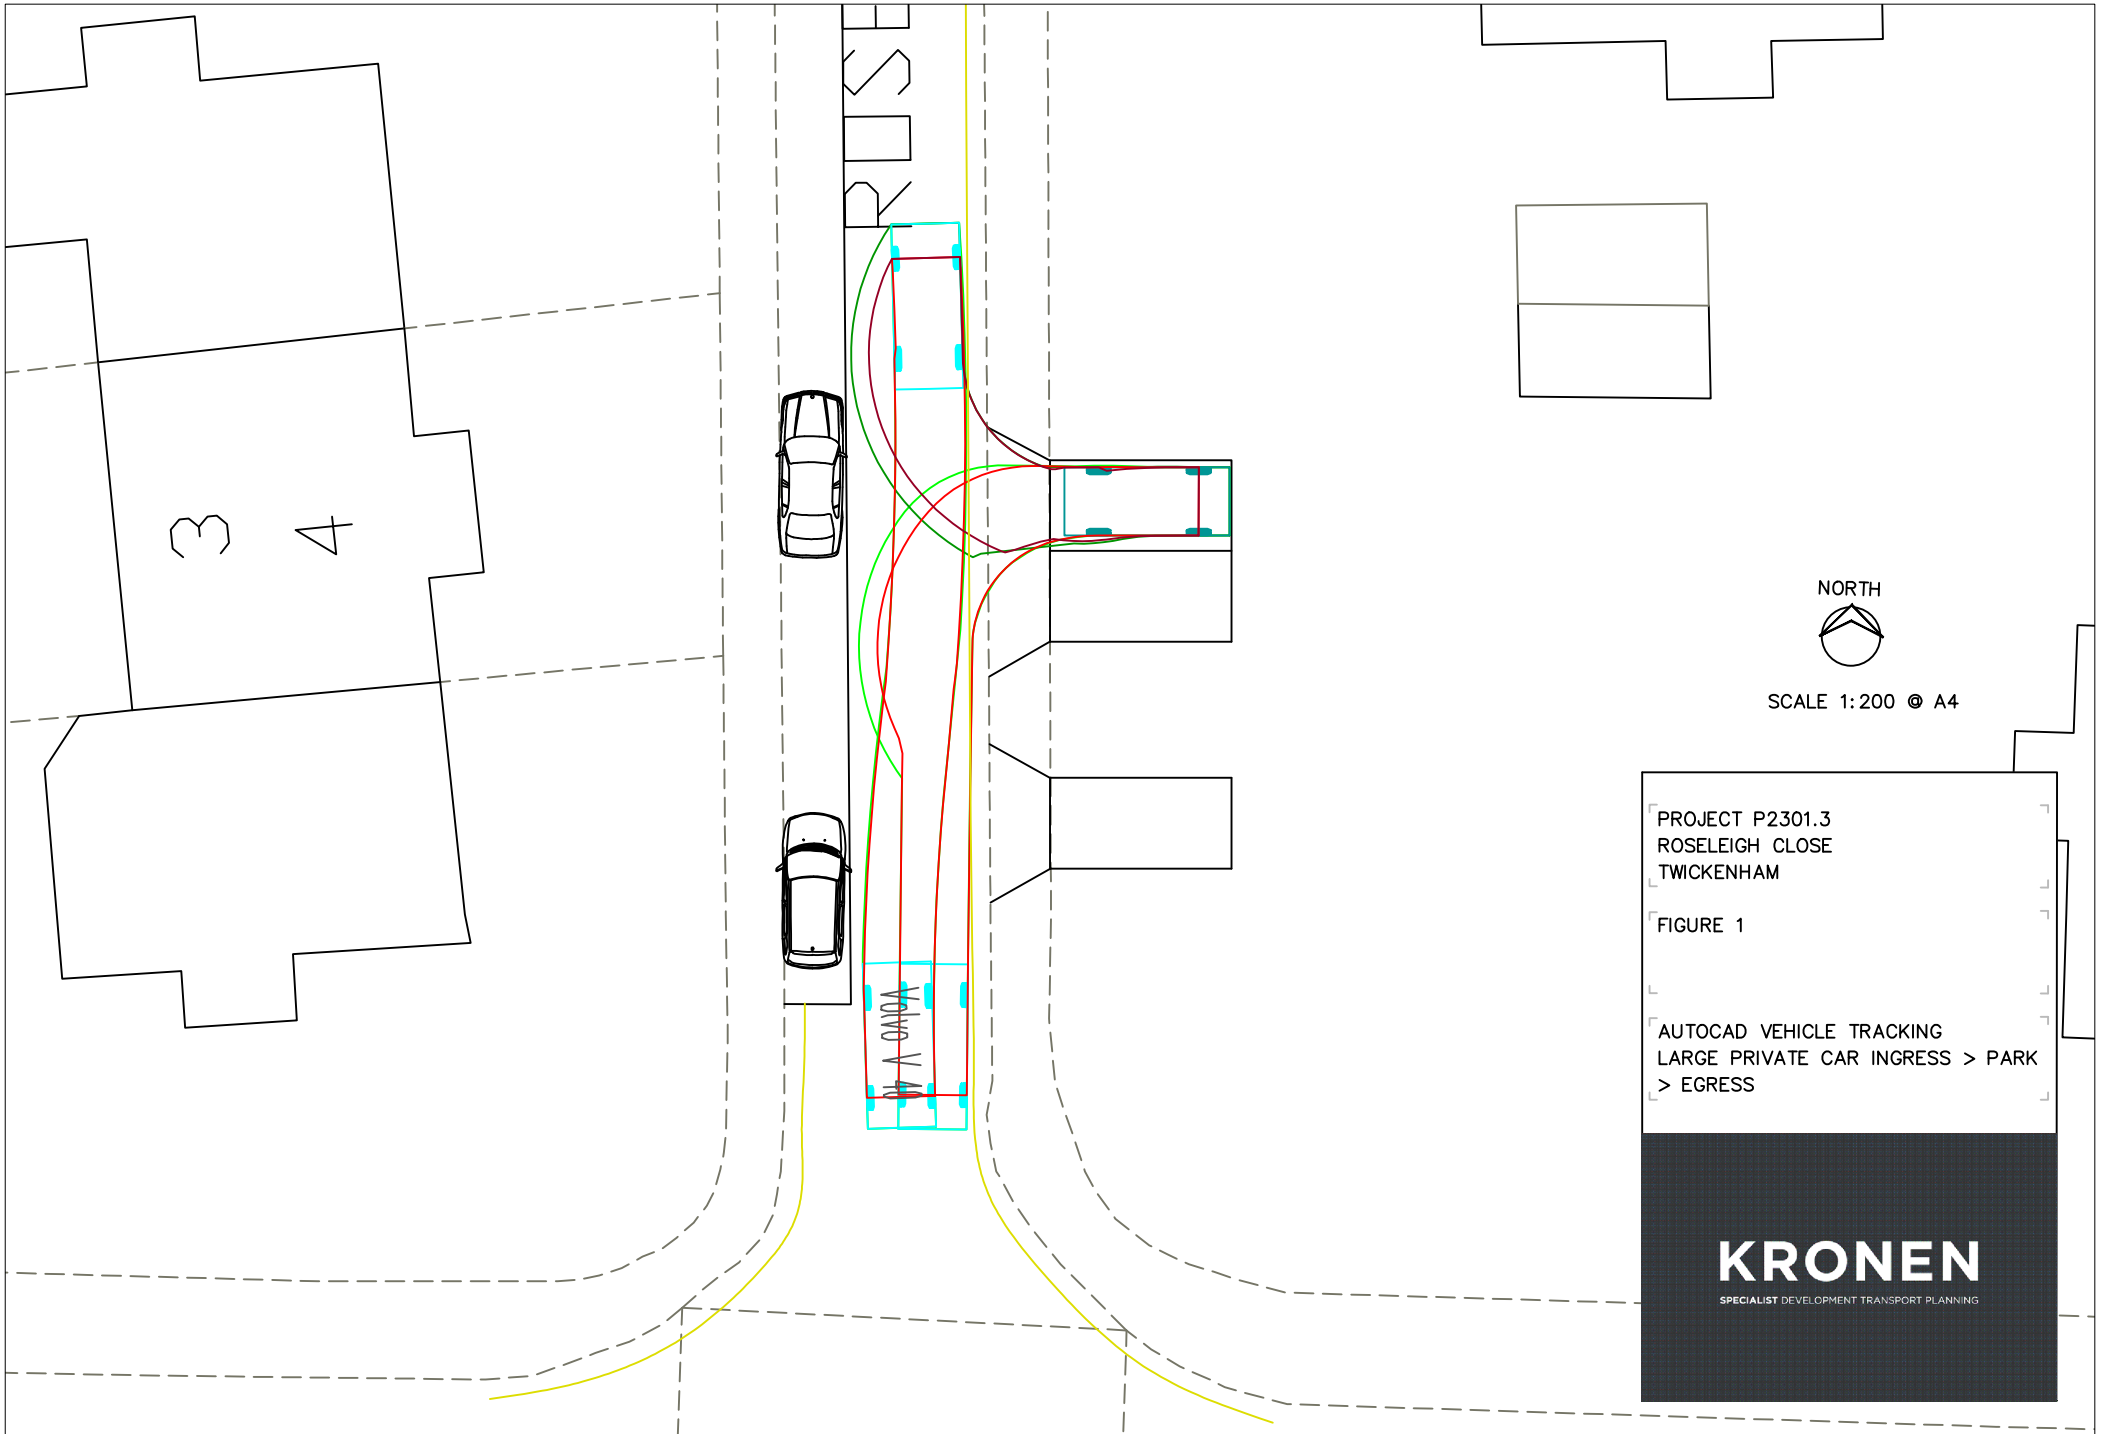 3
4
Volvo V 40
NORTH
SCALE 1:200 @ A4
PROJECT P2301.3
ROSELEIGH CLOSE
TWICKENHAM
FIGURE 1
AUTOCAD VEHICLE TRACKING
LARGE PRIVATE CAR INGRESS > PARK
> EGRESS
KRONEN
SPECIALIST DEVELOPMENT TRANSPORT PLANNING